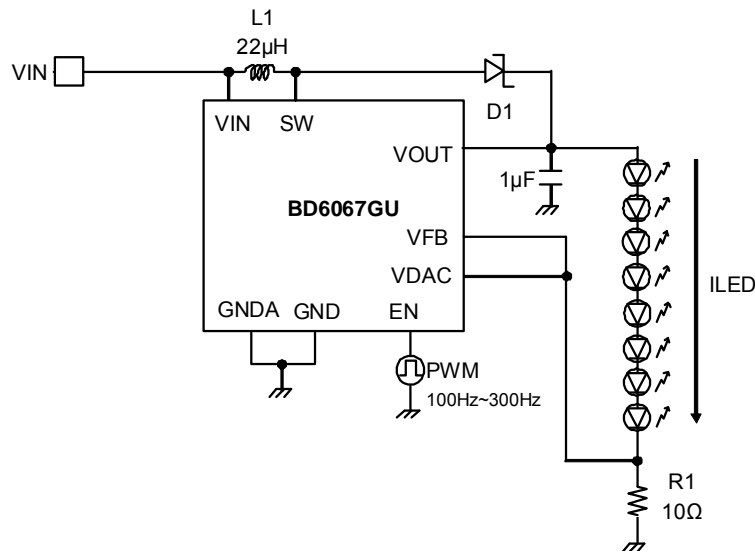 L1
22µH
VIN
D1
VIN
SW
VOUT
1µF
BD6067GU
VFB
VDAC
ILED
GNDA
GND
EN
PWM
100Hz~300Hz
R1
10Ω